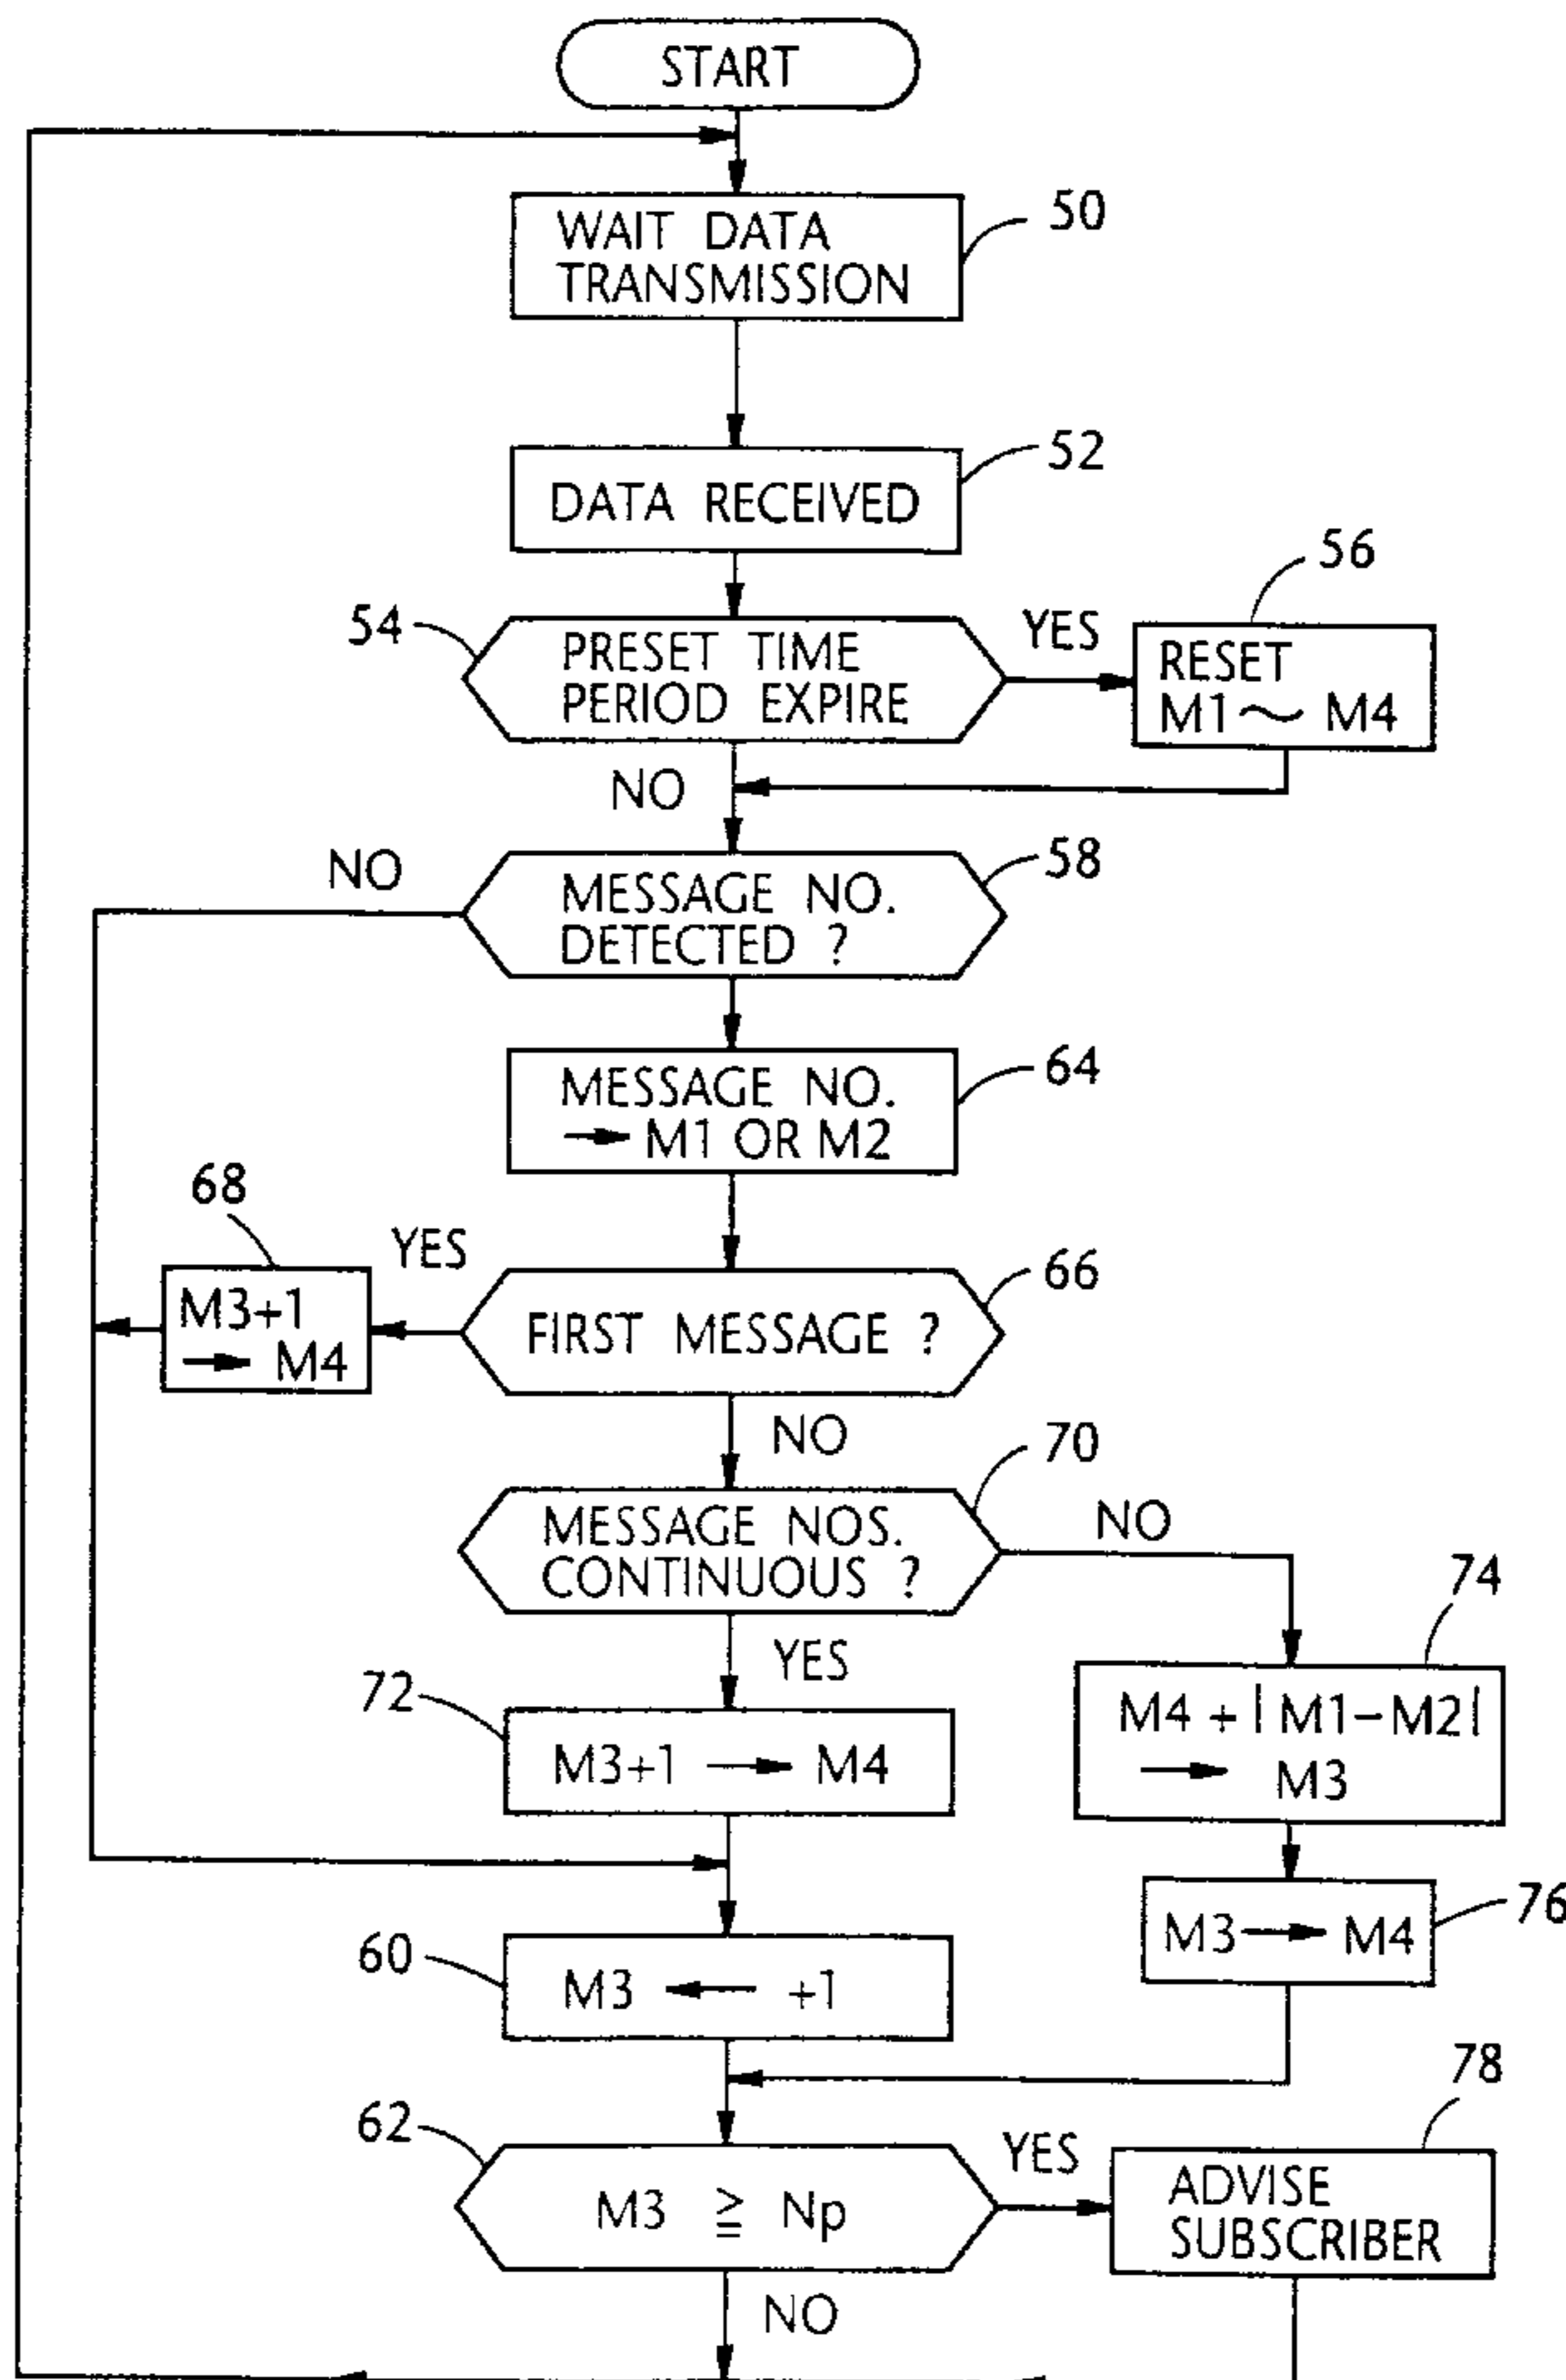 START
WAIT DATA
TRANSMISSION
50
DATA RECEIVED
52
54
PRESET TIME
PERIOD EXPIRE
YES
56
RESET
M1 ～ M4
NO
NO
MESSAGE NO.
DETECTED ?
58
MESSAGE NO.
→ M1 OR M2
64
68
M3+1
→ M4
YES
FIRST MESSAGE ?
66
NO
MESSAGE NOS.
CONTINUOUS ?
70
NO
YES
72
M3+1 → M4
74
M4 + | M1 − M2 |
→ M3
76
M3 → M4
60
M3 ← +1
62
M3 ≧ Np
YES
78
ADVISE
SUBSCRIBER
NO